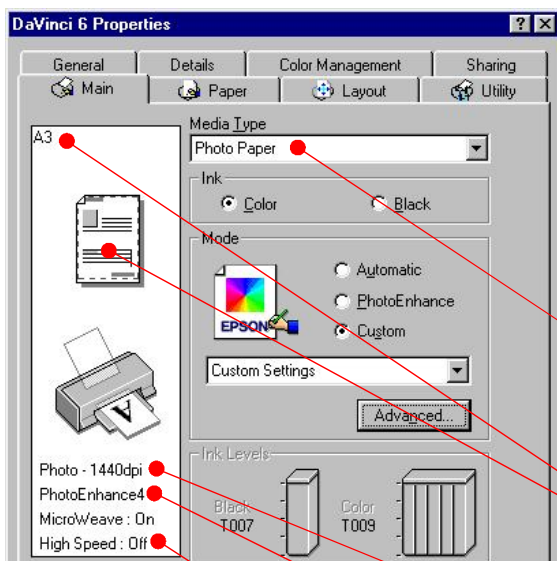 DaVinci 6 Properties
General Details Color Management Sharing
Main Paper Layout Utility
A3
Media Type
Photo Paper
Ink
Color Black
Mode
Automatic
PhotoEnhance
EPSON
Custom
Custom Settings
A
Advanced...
Ink Levels
Photo - 1440dpi
PhotoEnhance4
MicroWeave : On
High Speed : Off
Black Color
T007 T009